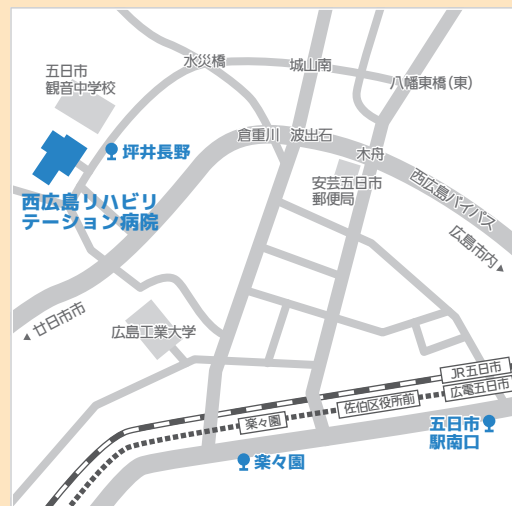 水災橋
城山南
五日市
観音中学校
八幡東橋（東）
倉重川
波出石
坪井長野
木舟
安芸五日市
郵便局
西広島バイパス
西広島リハビリ
テーション病院
広島市内
廿日市市
広島工業大学
JR五日市
広電五日市
佐伯区役所前
楽々園
五日市
駅南口
楽々園